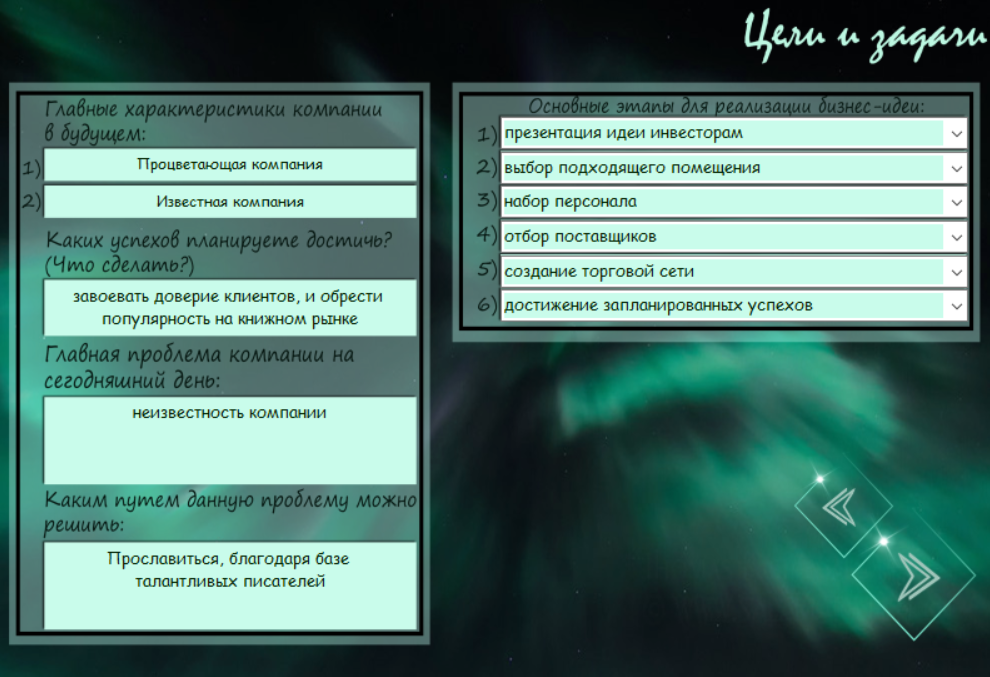 Цели и задачи
Главные характеристики компании
в будущем:
1) Процветающая компания
2) Известная компания
Каких успехов планируете достичь?
(Что сделать?)
завоевать доверие клиентов, и обрести
популярность на книжном рынке
Главная проблема компании на
сегодняшний день:
неизвестность компании
Каким путем данную проблему можно
решить:
Прославиться, благодаря базе
талантливых писателей
Основные этапы для реализации бизнес-идеи:
1) презентация идеи инвесторам
2) выбор подходящего помещения
3) набор персонала
4) отбор поставщиков
5) создание торговой сети
6) достижение запланированных успехов